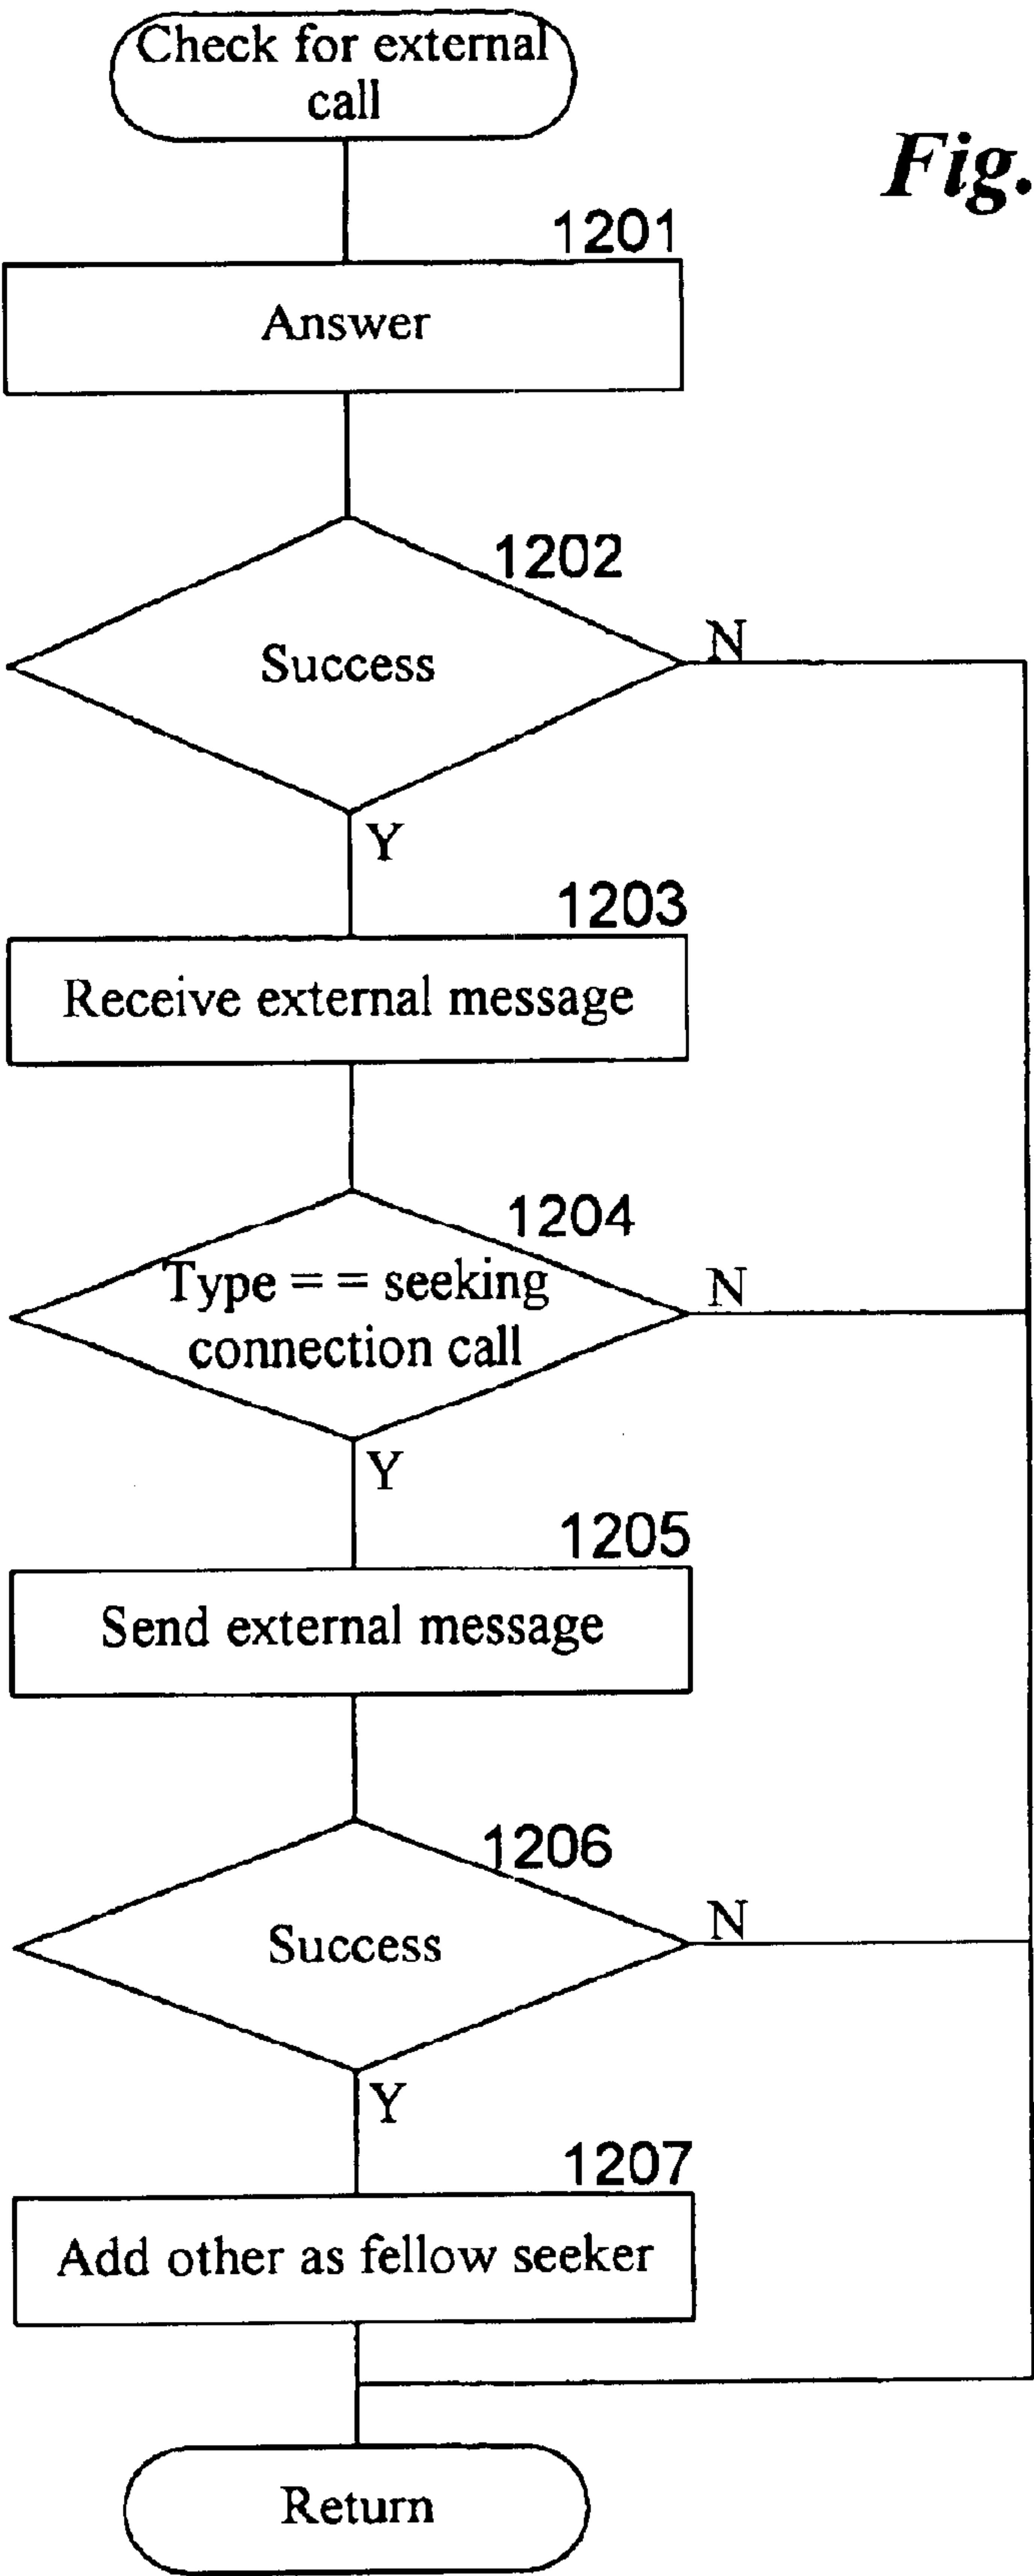 Check for external
call
Fig.
1201
Answer
1202
Success
N
Y
1203
Receive external message
1204
Type = = seeking
connection call
N
Y
1205
Send external message
1206
Success
N
Y
1207
Add other as fellow seeker
Return